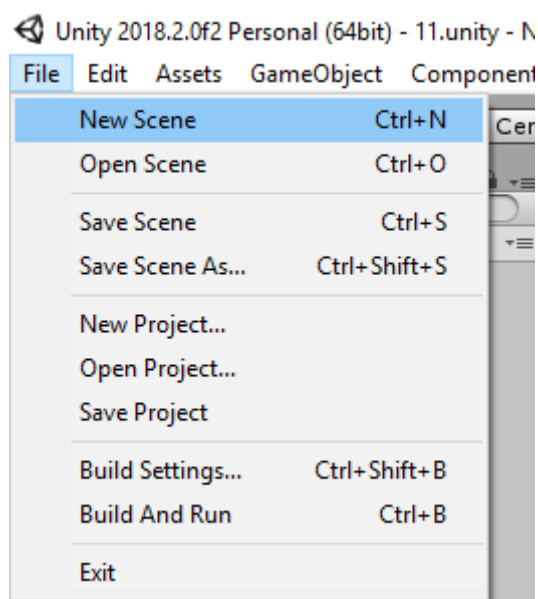 Unity 2018.2.0f2 Personal (64bit) - 11.unity - N
File Edit Assets GameObject Component
New Scene Ctrl+N
Cer
Open Scene Ctrl+O
Save Scene Ctrl+S
Save Scene As... Ctrl+Shift+S
New Project...
Open Project...
Save Project
Build Settings... Ctrl+Shift+B
Build And Run Ctrl+B
Exit